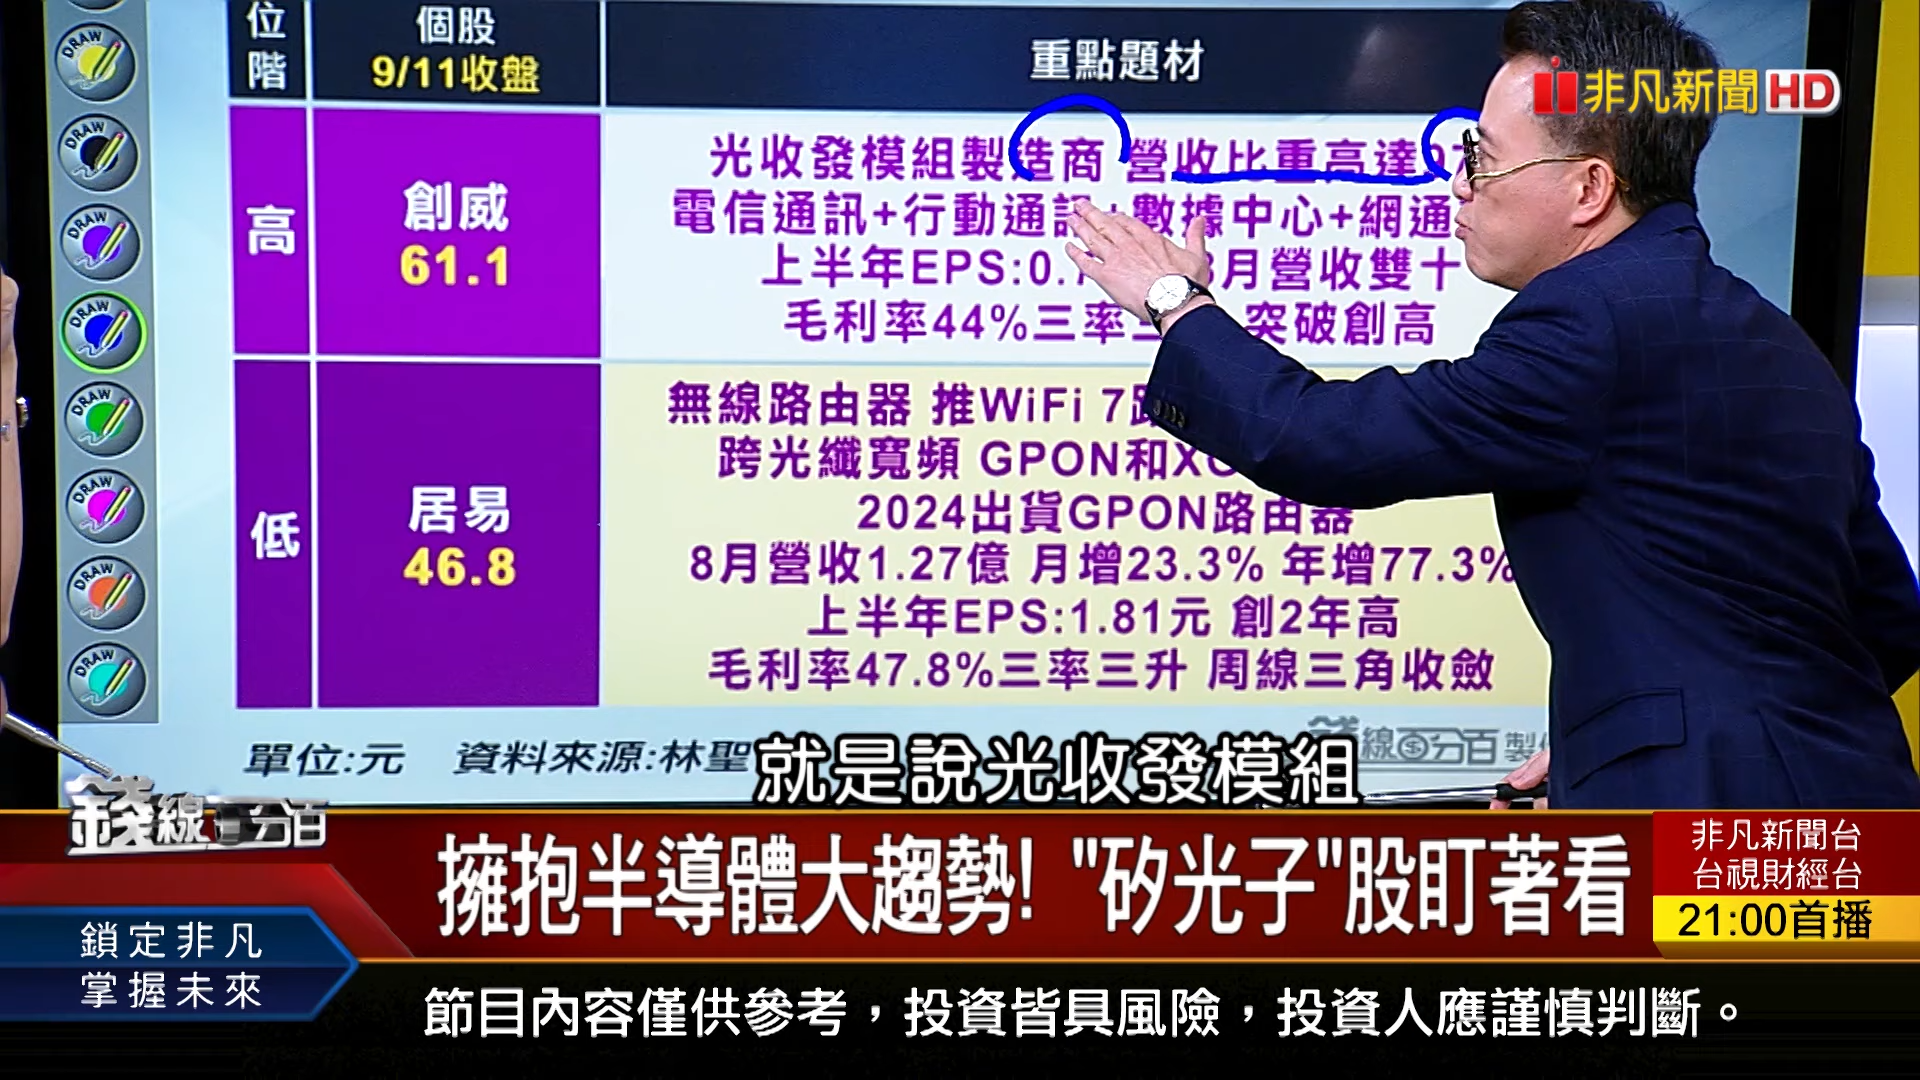 DRAW
DRAW
DRAW
DRAW
DRAW
DRAW
DRAW
DRAW
位階
個股
9/11收盤
重點題材
非凡新聞HD
高
創威
61.1
光收發模組製造商 營收比重高達
電信通訊+行動通訊+數據中心+網通
上半年EPS:0.7 8月營收雙十
毛利率44%三率三 突破創高
低
居易
46.8
無線路由器 推WiFi 7
跨光纖寬頻 GPON和
2024出貨GPON路由器
8月營收1.27億 月增23.3% 年增77.3%
上半年EPS:1.81元 創2年高
毛利率47.8%三率三升 周線三角收斂
單位:元 資料來源:林聖
錢線百分百製
就是說光收發模組
錢線百分百
擁抱半導體大趨勢! "矽光子"股盯著看
非凡新聞台
台視財經台
21:00首播
鎖定非凡
掌握未來
節目內容僅供參考，投資皆具風險，投資人應謹慎判斷。